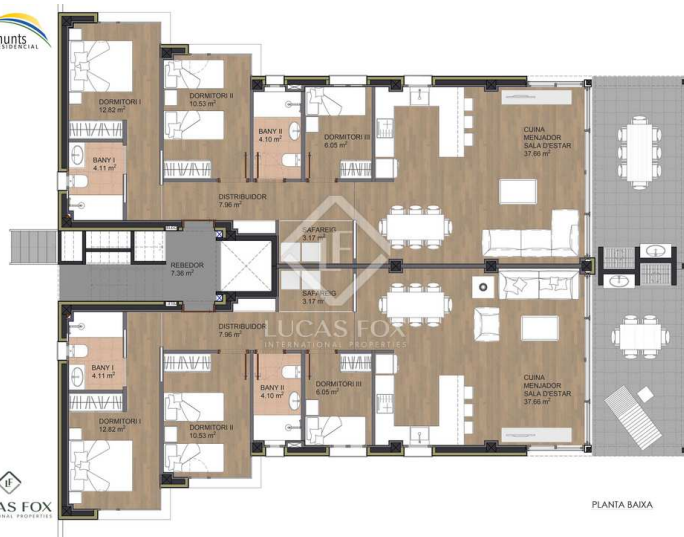 munts
RESIDENCIAL
DORMITORI I
12.82 m²
DORMITORI II
10.53 m²
BANY II
4.10 m²
DORMITORI III
6.05 m²
CUINA
MENJADOR
SALA D'ESTAR
37.66 m²
BANY I
4.11 m²
DISTRIBUIDOR
7.96 m²
SAFAREIG
3.17 m²
REBEDOR
7.36 m²
SAFAREIG
3.17 m²
LUCAS FOX
INTERNATIONAL PROPERTIES
DISTRIBUIDOR
7.96 m²
BANY I
4.11 m²
BANY II
4.10 m²
DORMITORI III
6.05 m²
CUINA
MENJADOR
SALA D'ESTAR
37.66 m²
DORMITORI I
12.82 m²
DORMITORI II
10.53 m²
CAS FOX
IONAL PROPERTIES
PLANTA BAIXA